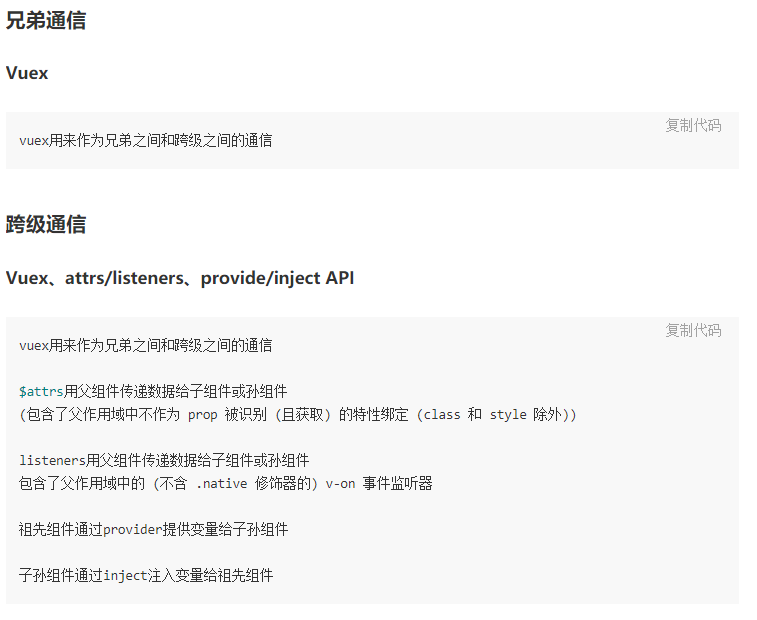 兄弟通信
Vuex
复制代码
vuex用来作为兄弟之间和跨级之间的通信
跨级通信
Vuex、attrs/listeners、provide/inject API
复制代码
vuex用来作为兄弟之间和跨级之间的通信
$attrs用父组件传递数据给子组件或孙组件
(包含了父作用域中不作为 prop 被识别 (且获取) 的特性绑定 (class 和 style 除外))
listeners用父组件传递数据给子组件或孙组件
包含了父作用域中的 (不含 .native 修饰器的) v-on 事件监听器
祖先组件通过provider提供变量给子孙组件
子孙组件通过inject注入变量给祖先组件